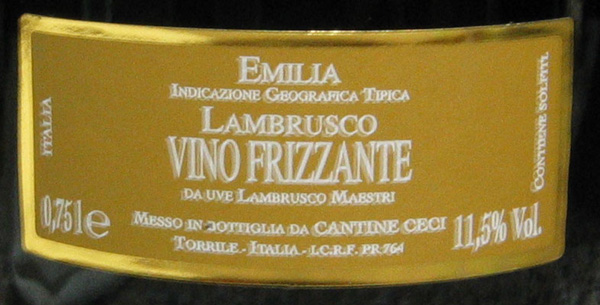 EMILIA
INDICAZIONE GEOGRAFICA TIPICA
LAMBRUSCO
VINO FRIZZANTE
DA UVE LAMBRUSCO MAESTRI
MESSO IN BOTTIGLIA DA CANTINE CECI
TORRILE - ITALIA - I.C.R.F. PR 764
ITALIA
0,75 l e
11,5% Vol.
CONTIENE SOLFITI.